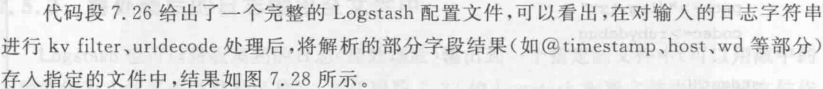 代码段 7.26 给出了一个完整的 Logstash 配置文件,可以看出,在对输入的日志字符串
进行 kv filter、urldecode 处理后,将解析的部分字段结果(如@timestamp、host、wd 等部分)
存入指定的文件中,结果如图 7.28 所示。